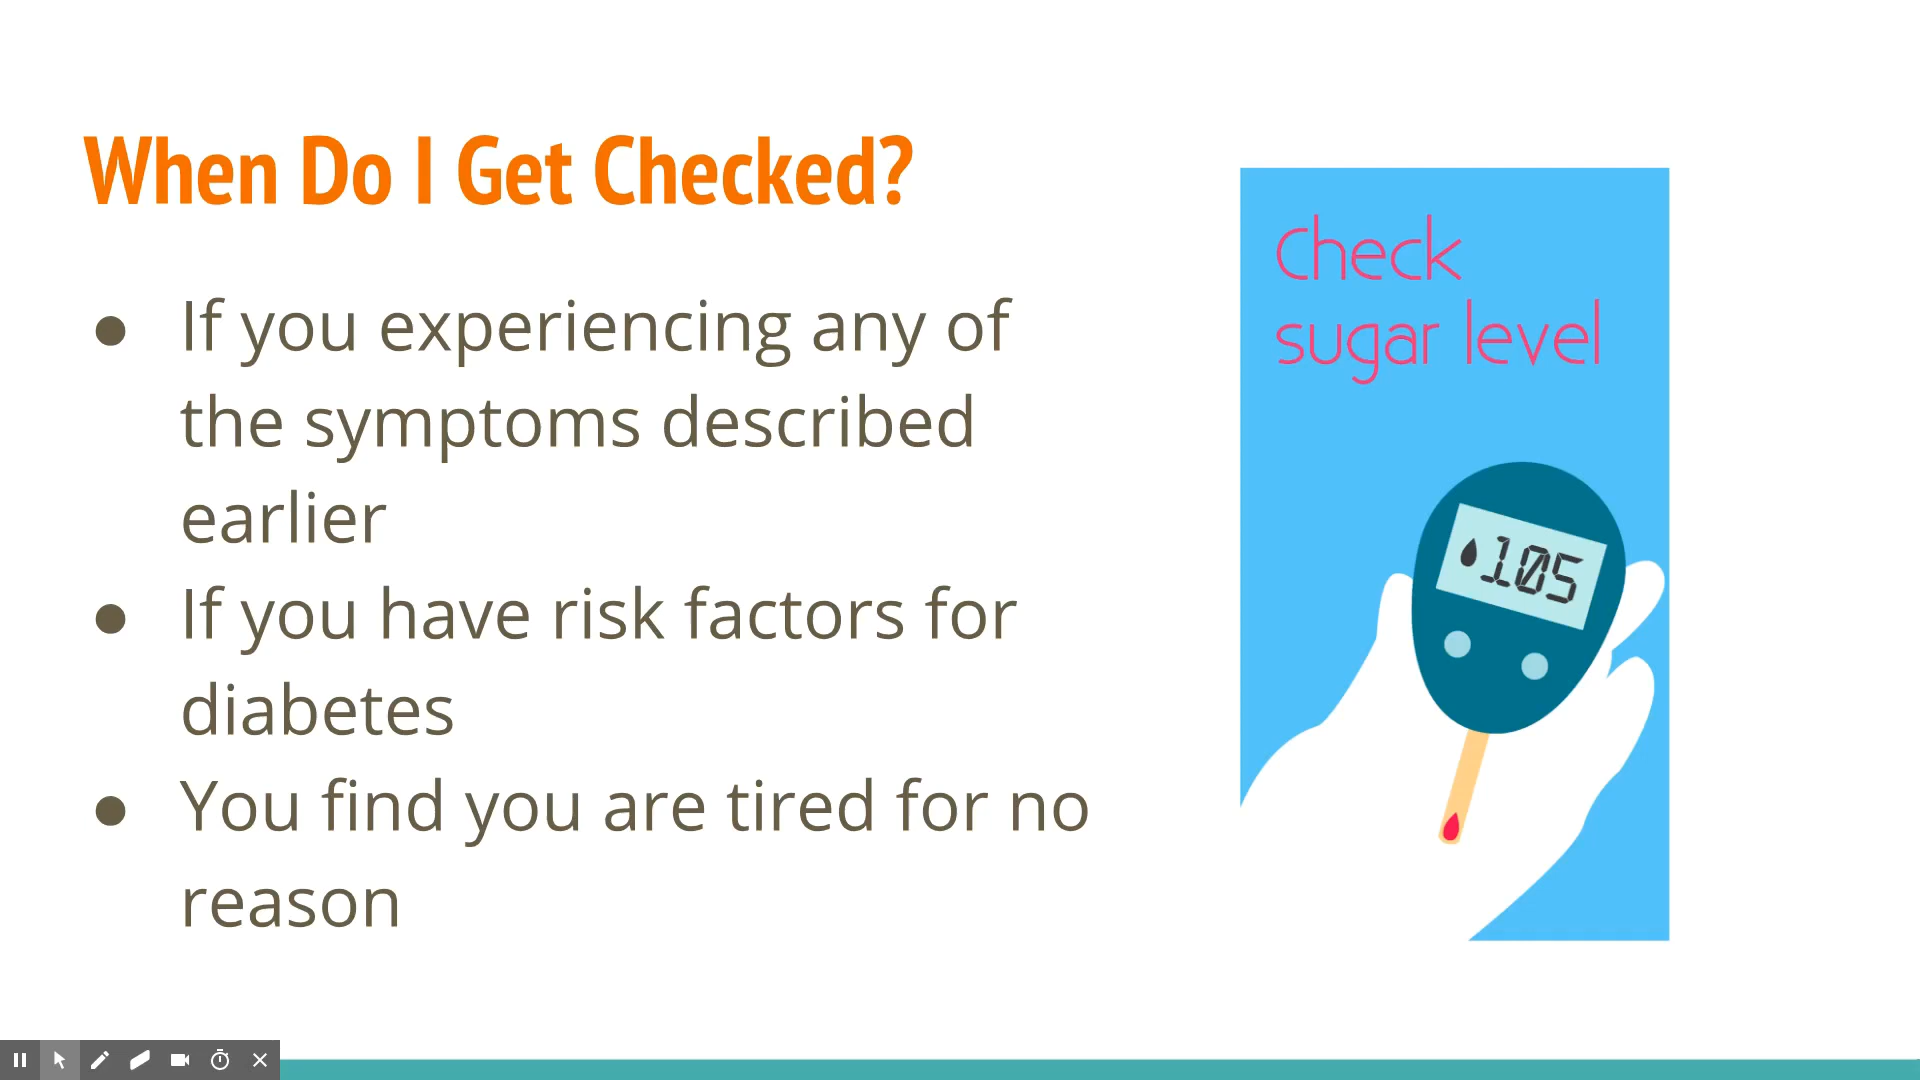 When Do I Get Checked?
● If you experiencing any of
the symptoms described
earlier
● If you have risk factors for
diabetes
● You find you are tired for no
reason
check
sugar level
105